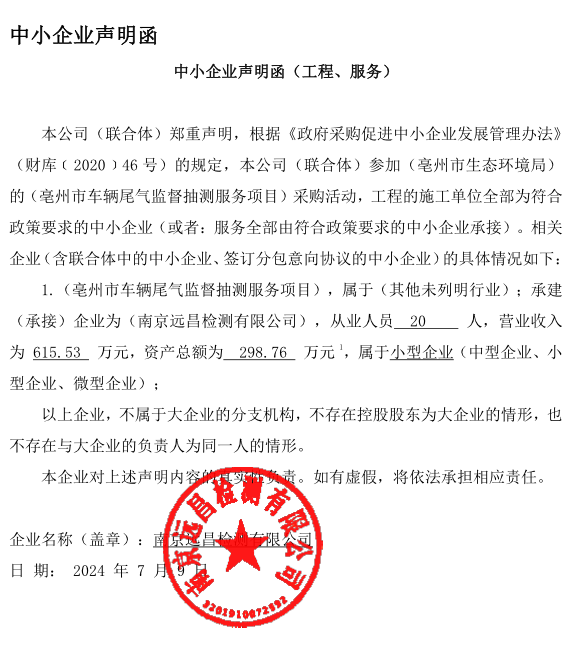 中小企业声明函
中小企业声明函（工程、服务）
本公司（联合体）郑重声明，根据《政府采购促进中小企业发展管理办法》
（财库﹝2020﹞46号）的规定，本公司（联合体）参加（亳州市生态环境局）
的（亳州市车辆尾气监督抽测服务项目）采购活动，工程的施工单位全部为符合
政策要求的中小企业（或者：服务全部由符合政策要求的中小企业承接）。相关
企业（含联合体中的中小企业、签订分包意向协议的中小企业）的具体情况如下：
1.（亳州市车辆尾气监督抽测服务项目），属于（其他未列明行业）；承建
（承接）企业为（南京远昌检测有限公司），从业人员 20 人，营业收入
为 615.53 万元，资产总额为 298.76 万元1，属于小型企业（中型企业、小
型企业、微型企业）；
以上企业，不属于大企业的分支机构，不存在控股股东为大企业的情形，也
不存在与大企业的负责人为同一人的情形。
本企业对上述声明内容的真实性负责。如有虚假，将依法承担相应责任。
企业名称（盖章）：南京远昌检测有限公司
日 期： 2024 年 7 月 9 日
南京远昌检测有限公司